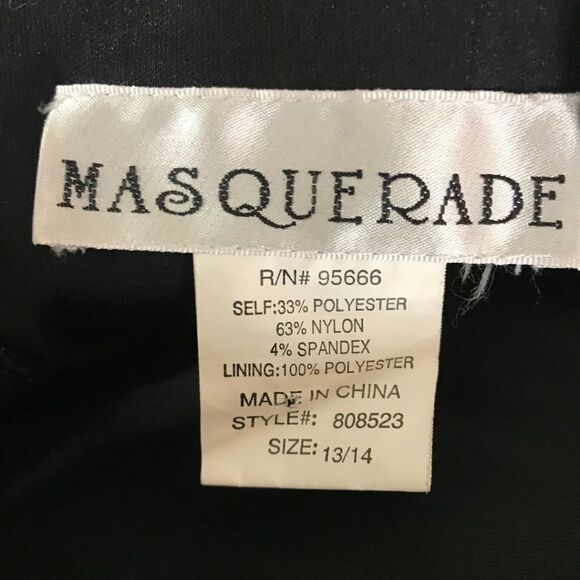 MASQUERADE
R/N# 95666
SELF:33% POLYESTER
63% NYLON
4% SPANDEX
LINING:100% POLYESTER
MADE IN CHINA
STYLE#: 808523
SIZE: 13/14